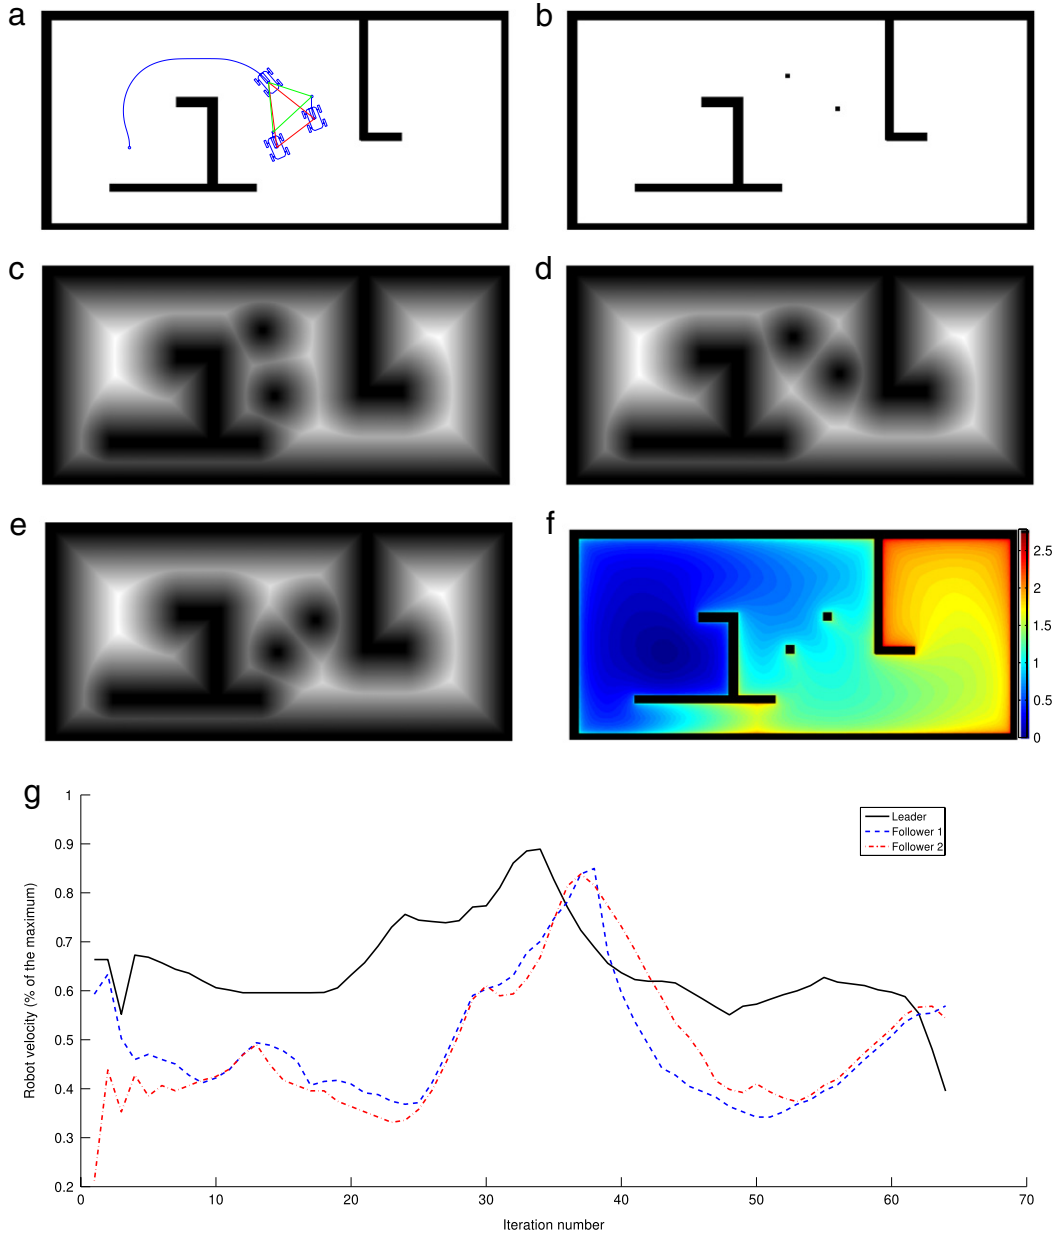 a
b
c
d
e
f
2.5
2
1.5
1
0.5
0
g
1
0.9
0.8
0.7
0.6
0.5
0.4
0.3
0.2
Robot velocity (% of the maximum)
Leader
Follower 1
Follower 2
0 10 20 30 40 50 60 70
Iteration number